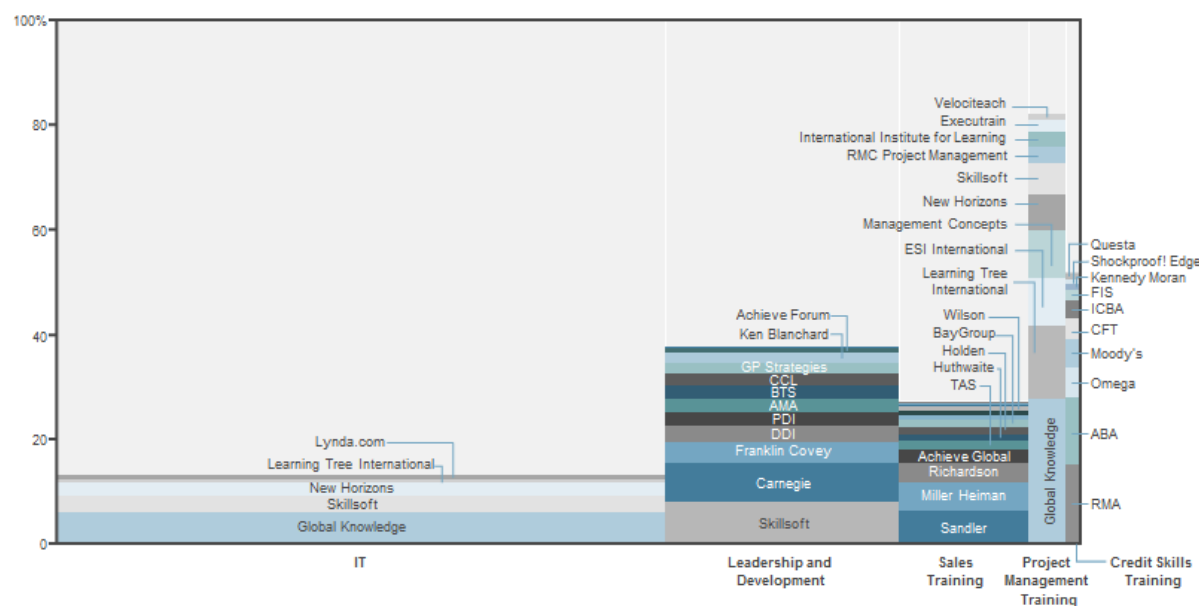 100%
80
60
40
20
0
Velociteach
Executrain
International Institute for Learning
RMC Project Management
Skillsoft
New Horizons
Management Concepts
ESI International
Learning Tree
International
Global Knowledge
Questa
Shockproof! Edge
Kennedy Moran
FIS
ICBA
CFT
Moody's
Omega
ABA
RMA
Wilson
BayGroup
Holden
Huthwaite
TAS
Achieve Global
Richardson
Miller Heiman
Sandler
Achieve Forum
Ken Blanchard
GP Strategies
CCL
BTS
AMA
PDI
DDI
Franklin Covey
Carnegie
Skillsoft
Lynda.com
Learning Tree International
New Horizons
Skillsoft
Global Knowledge
IT
Leadership and
Development
Sales
Training
Project
Management
Training
Credit Skills
Training